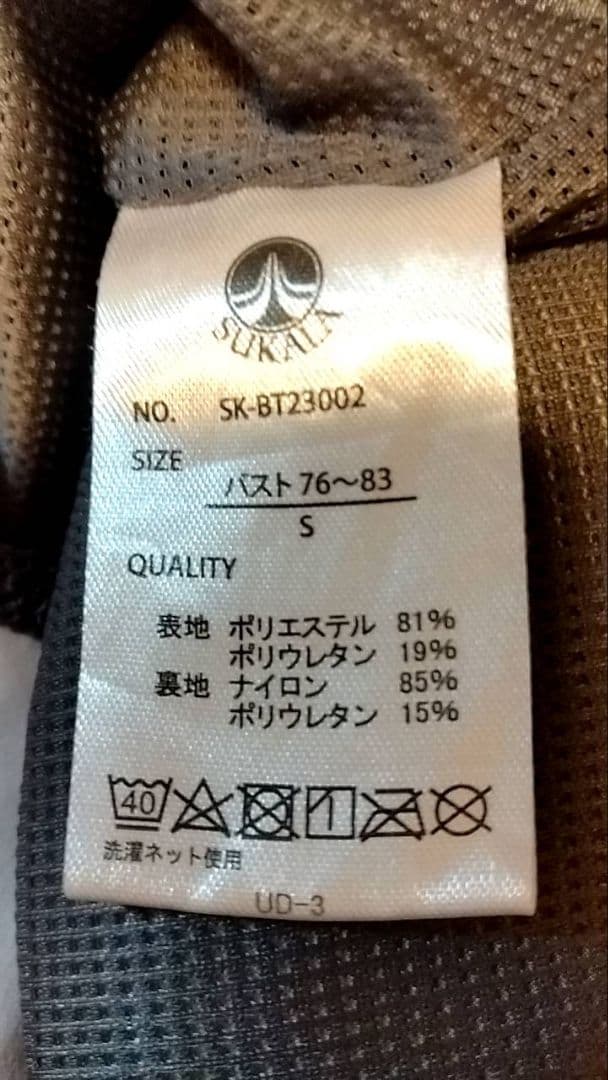 SUKALA
NO. SK-BT23002
SIZE
バスト 76～83
S
QUALITY
表地 ポリエステル 81%
ポリウレタン 19%
裏地 ナイロン 85%
ポリウレタン 15%
40
洗濯ネット使用
UD-3